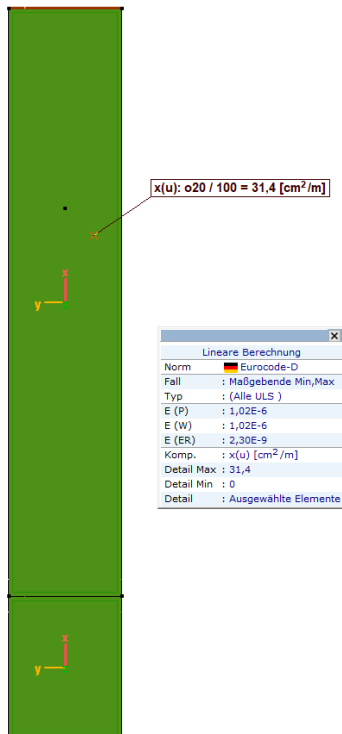 x(u): ø20 / 100 = 31,4 [cm²/m]
x
y
Lineare Berechnung
Norm Eurocode-D
Fall : Maßgebende Min,Max
Typ : (Alle ULS )
E (P) : 1,02E-6
E (W) : 1,02E-6
E (ER) : 2,30E-9
Komp. : x(u) [cm²/m]
Detail Max : 31,4
Detail Min : 0
Detail : Ausgewählte Elemente
x
y